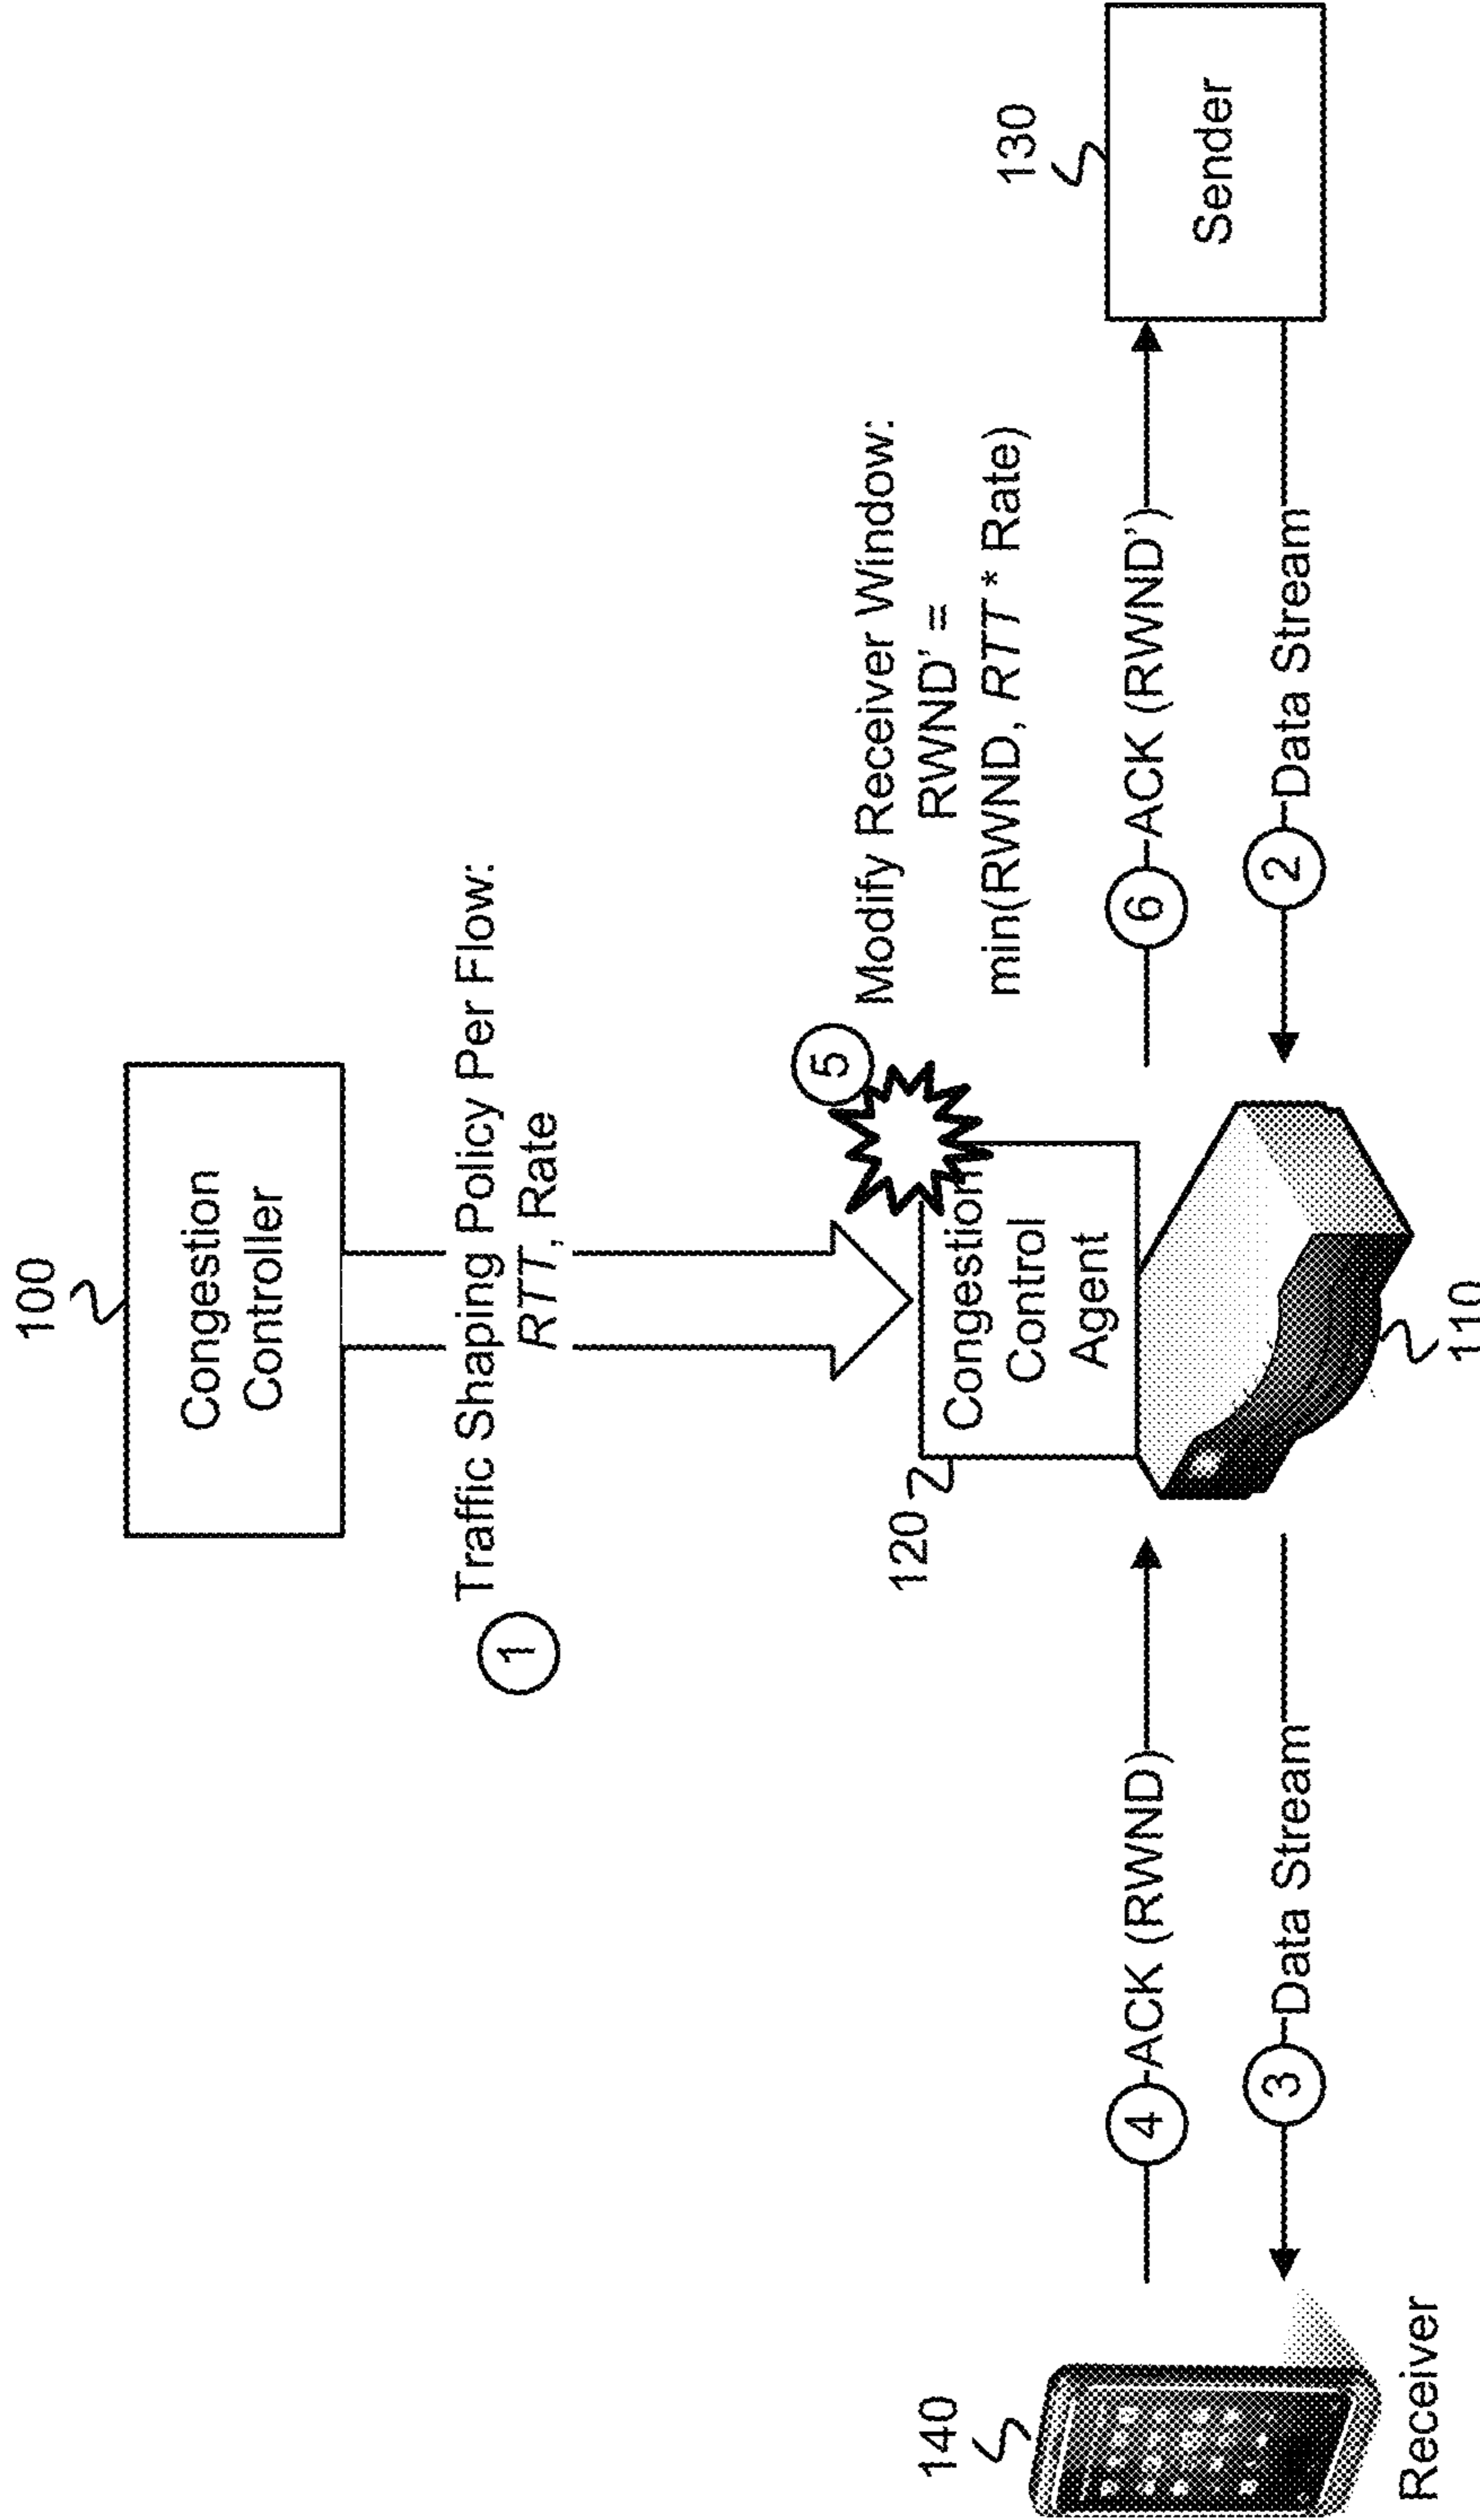 100
Congestion
Controller
Traffic Shaping Policy Per Flow:
RTT, Rate
1
5
Modify Receiver Window:
RWND' =
min(RWND, RTT * Rate)
120
Congestion
Control
Agent
130
Sender
140
4 ACK (RWND)
6 ACK (RWND')
3 Data Stream
2 Data Stream
Receiver
110